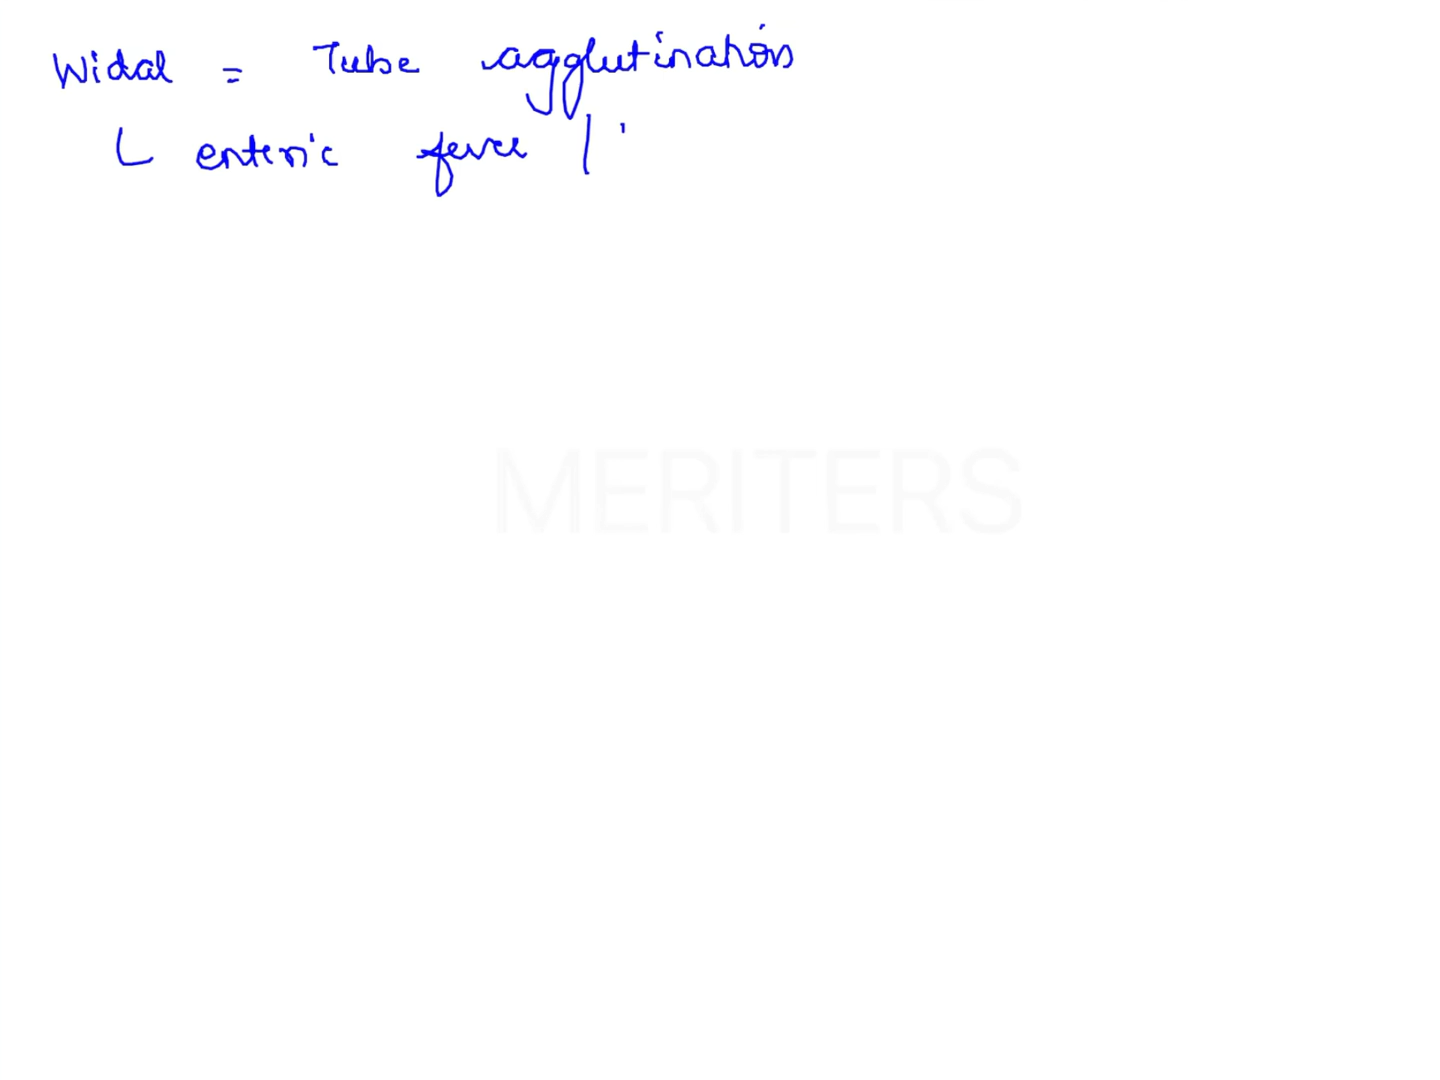 Widal = Tube agglutination
enteric fever /
MERITERS